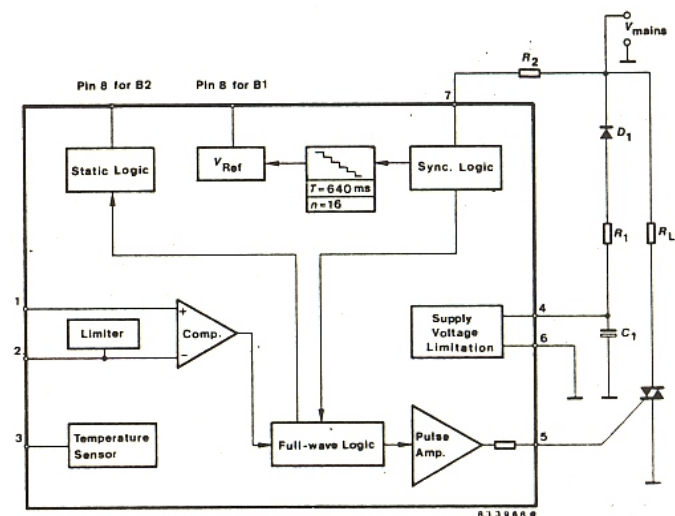 V mains
R2
Pin 8 for B2
Pin 8 for B1
7
D1
Static Logic
VRef
T=640 ms
n=16
Sync. Logic
R1
RL
1
+
Comp.
−
Limiter
2
4
Supply
Voltage
Limitation
6
C1
3
Temperature
Sensor
Full-wave Logic
Pulse
Amp.
5